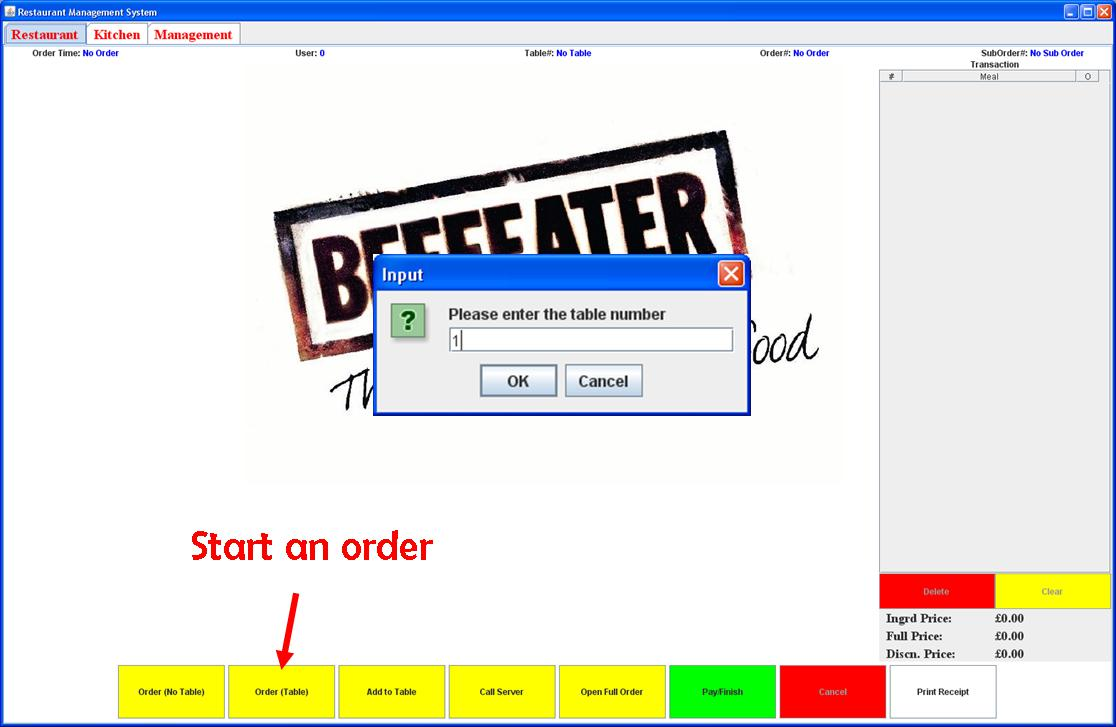 Restaurant Management System
Restaurant Kitchen Management
Order Time: No Order User: 0 Table#: No Table Order#: No Order SubOrder#: No Sub Order
Transaction
# Meal O
BEEFEATER
Input
? Please enter the table number
1
OK Cancel
Start an order
Delete Clear
Ingrd Price: £0.00
Full Price: £0.00
Discn. Price: £0.00
Order (No Table) Order (Table) Add to Table Call Server Open Full Order Pay/Finish Cancel Print Receipt